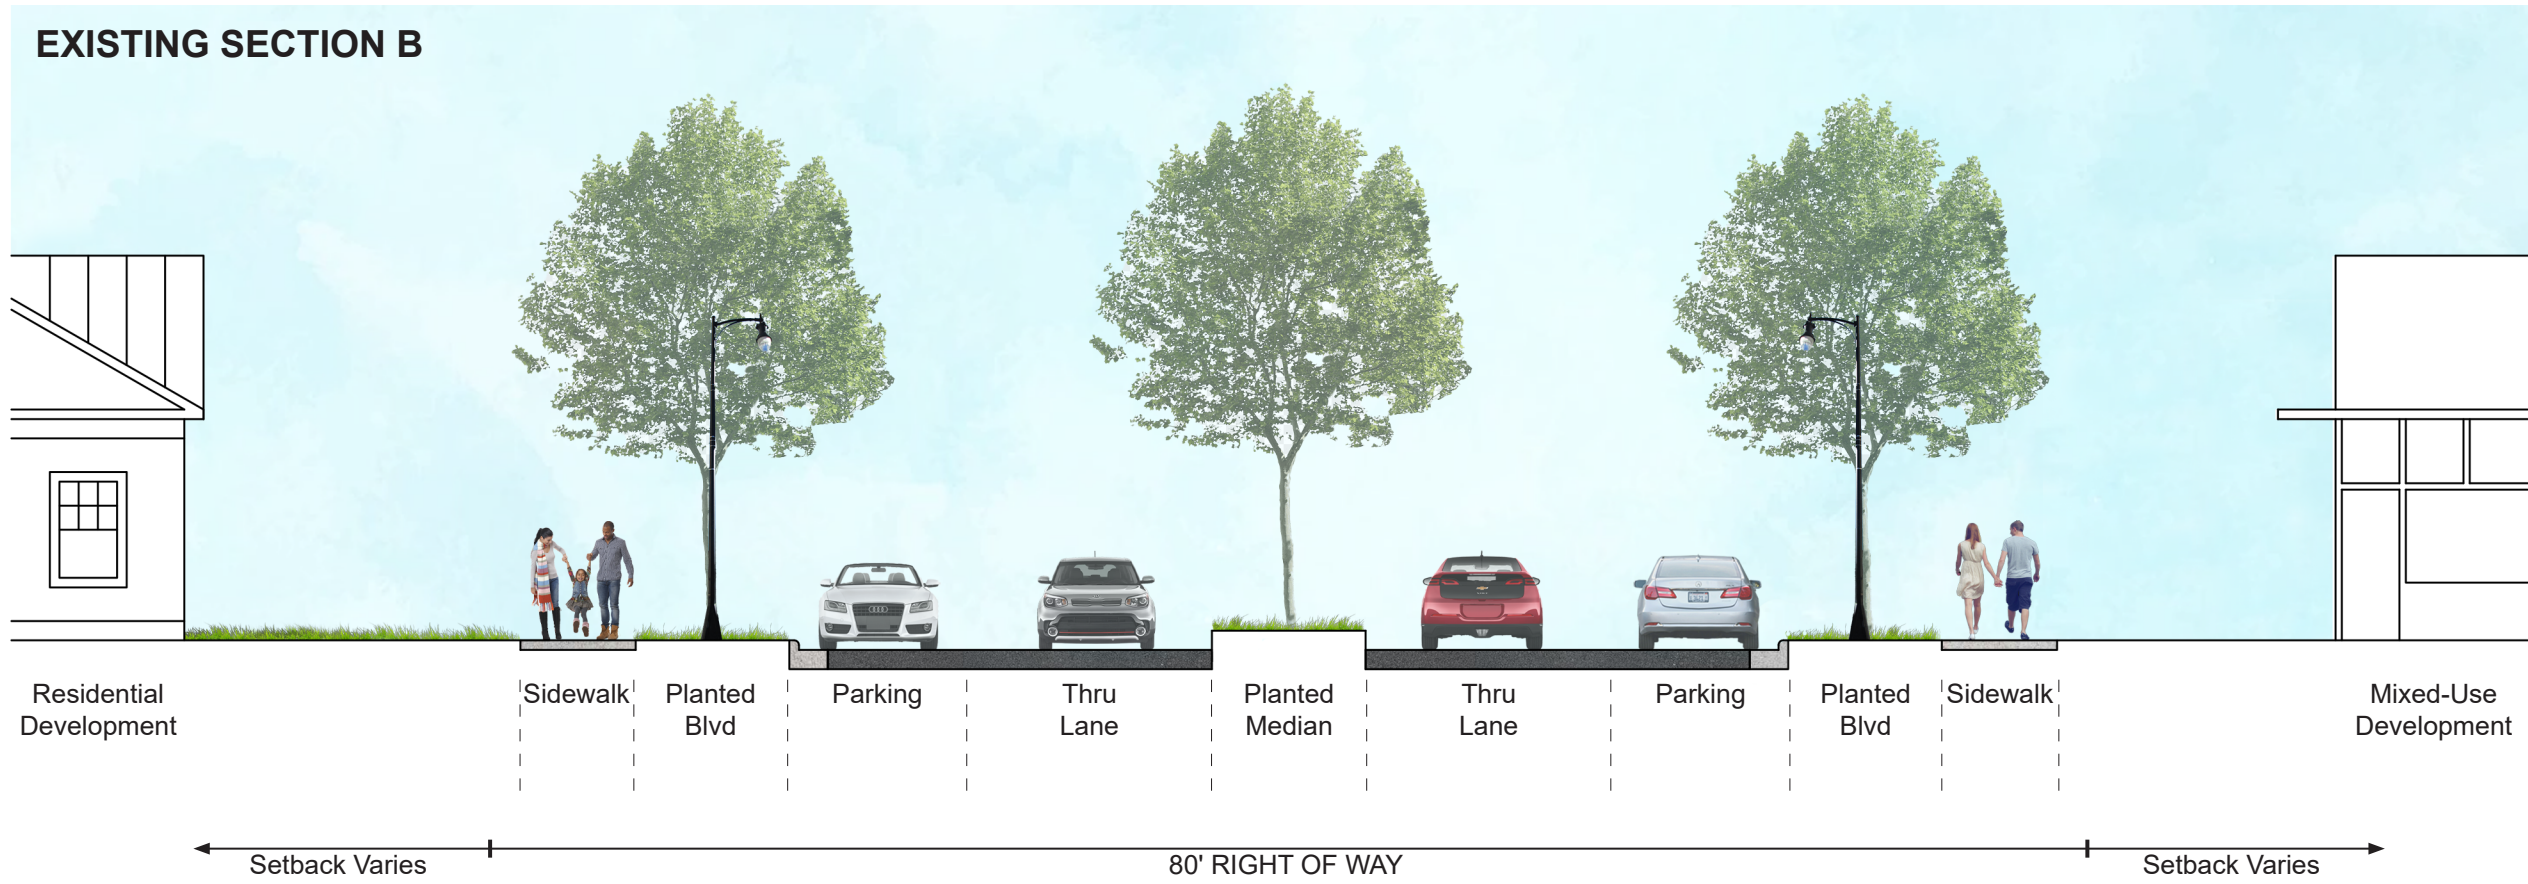 EXISTING SECTION B
Residential
Development
Sidewalk
Planted
Blvd
Parking
Thru
Lane
Planted
Median
Thru
Lane
Parking
Planted
Blvd
Sidewalk
Mixed-Use
Development
Setback Varies
80' RIGHT OF WAY
Setback Varies